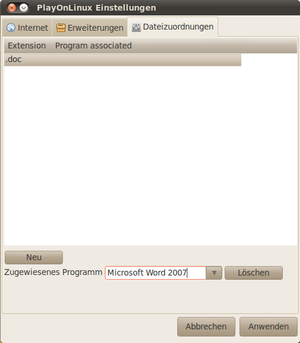 PlayOnLinux Einstellungen
Internet Erweiterungen Dateizuordnungen
Extension Program associated
.doc
Neu
Zugewiesenes Programm Microsoft Word 2007 Löschen
Abbrechen Anwenden